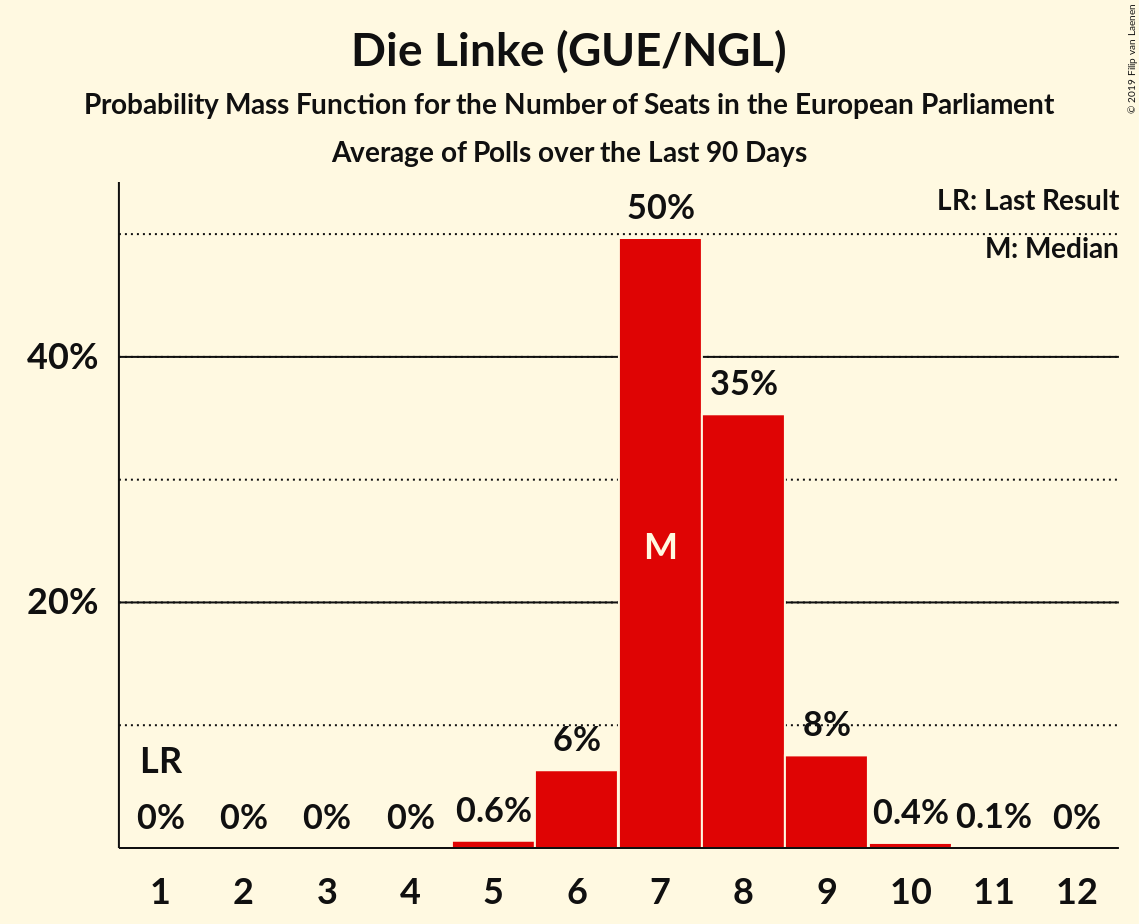 Die Linke (GUE/NGL)
Probability Mass Function for the Number of Seats in the European Parliament
Average of Polls over the Last 90 Days
© 2019 Filip van Laenen
LR: Last Result
M: Median
50%
40%
35%
M
20%
8%
6%
LR
0% 0% 0% 0% 0.6% 0.4% 0.1% 0%
1 2 3 4 5 6 7 8 9 10 11 12